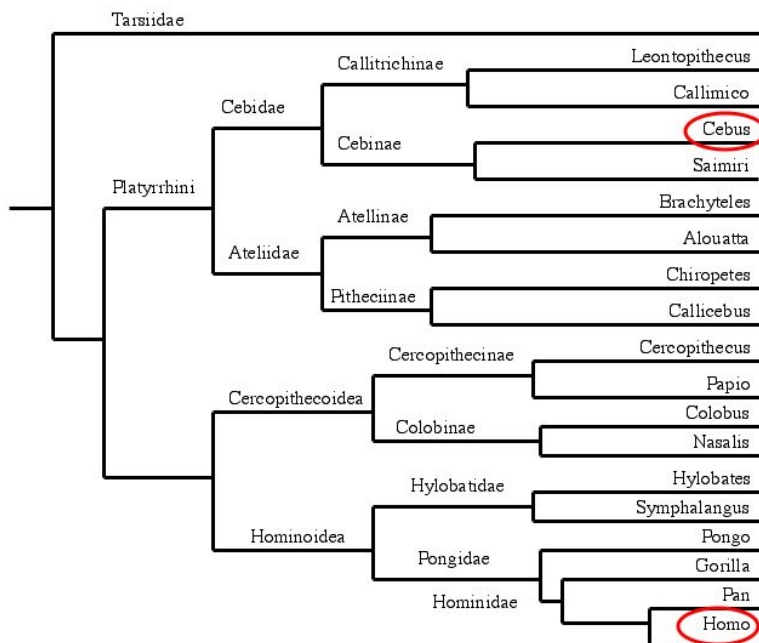 Tarsiidae
Leontopithecus
Callitrichinae
Callimico
Cebidae
Cebus
Cebinae
Saimiri
Platyrrhini
Brachyteles
Atellinae
Alouatta
Ateliidae
Chiropetes
Pitheciinae
Callicebus
Cercopithecus
Cercopithecinae
Papio
Cercopithecoidea
Colobus
Colobinae
Nasalis
Hylobates
Hylobatidae
Symphalangus
Hominoidea
Pongo
Pongidae
Gorilla
Pan
Hominidae
Homo